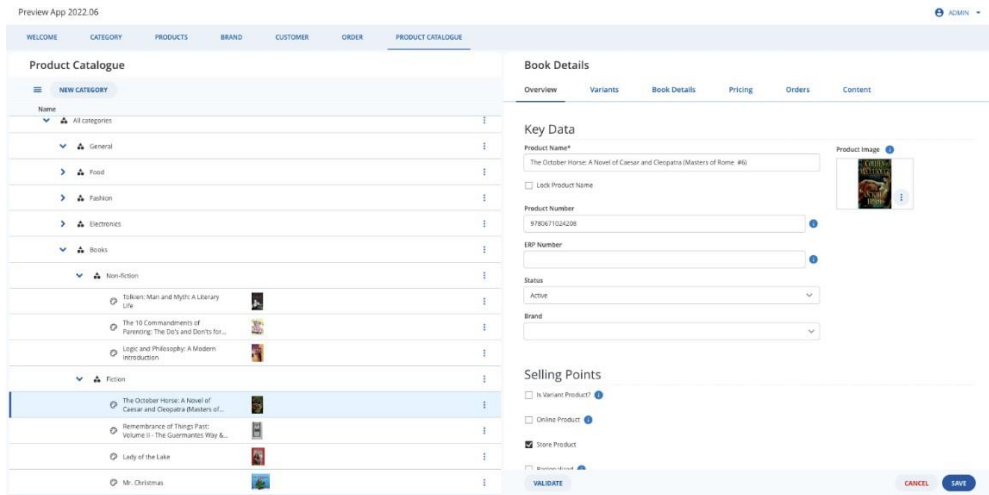 Preview App 2022.06
ADMIN
WELCOME CATEGORY PRODUCTS BRAND CUSTOMER ORDER PRODUCT CATALOGUE
Product Catalogue
NEW CATEGORY
Name
All categories
General
Food
Fashion
Electronics
Books
Non-fiction
Tolkien: Man and Myth: A Literary
Life
The 10 Commandments of
Parenting: The Do's and Don'ts for...
Logic and Philosophy: A Modern
Introduction
Fiction
The October Horse: A Novel of
Caesar and Cleopatra (Masters of...
Remembrance of Things Past:
Volume II - The Guermantes Way &...
Lady of the Lake
Mr. Christmas
Book Details
Overview Variants Book Details Pricing Orders Content
Key Data
Product Name*
The October Horse: A Novel of Caesar and Cleopatra (Masters of Rome #6)
Lock Product Name
Product Image
Product Number
9780671024208
ERP Number
Status
Active
Brand
Selling Points
Is Variant Product?
Online Product
Store Product
Personalized
VALIDATE CANCEL SAVE